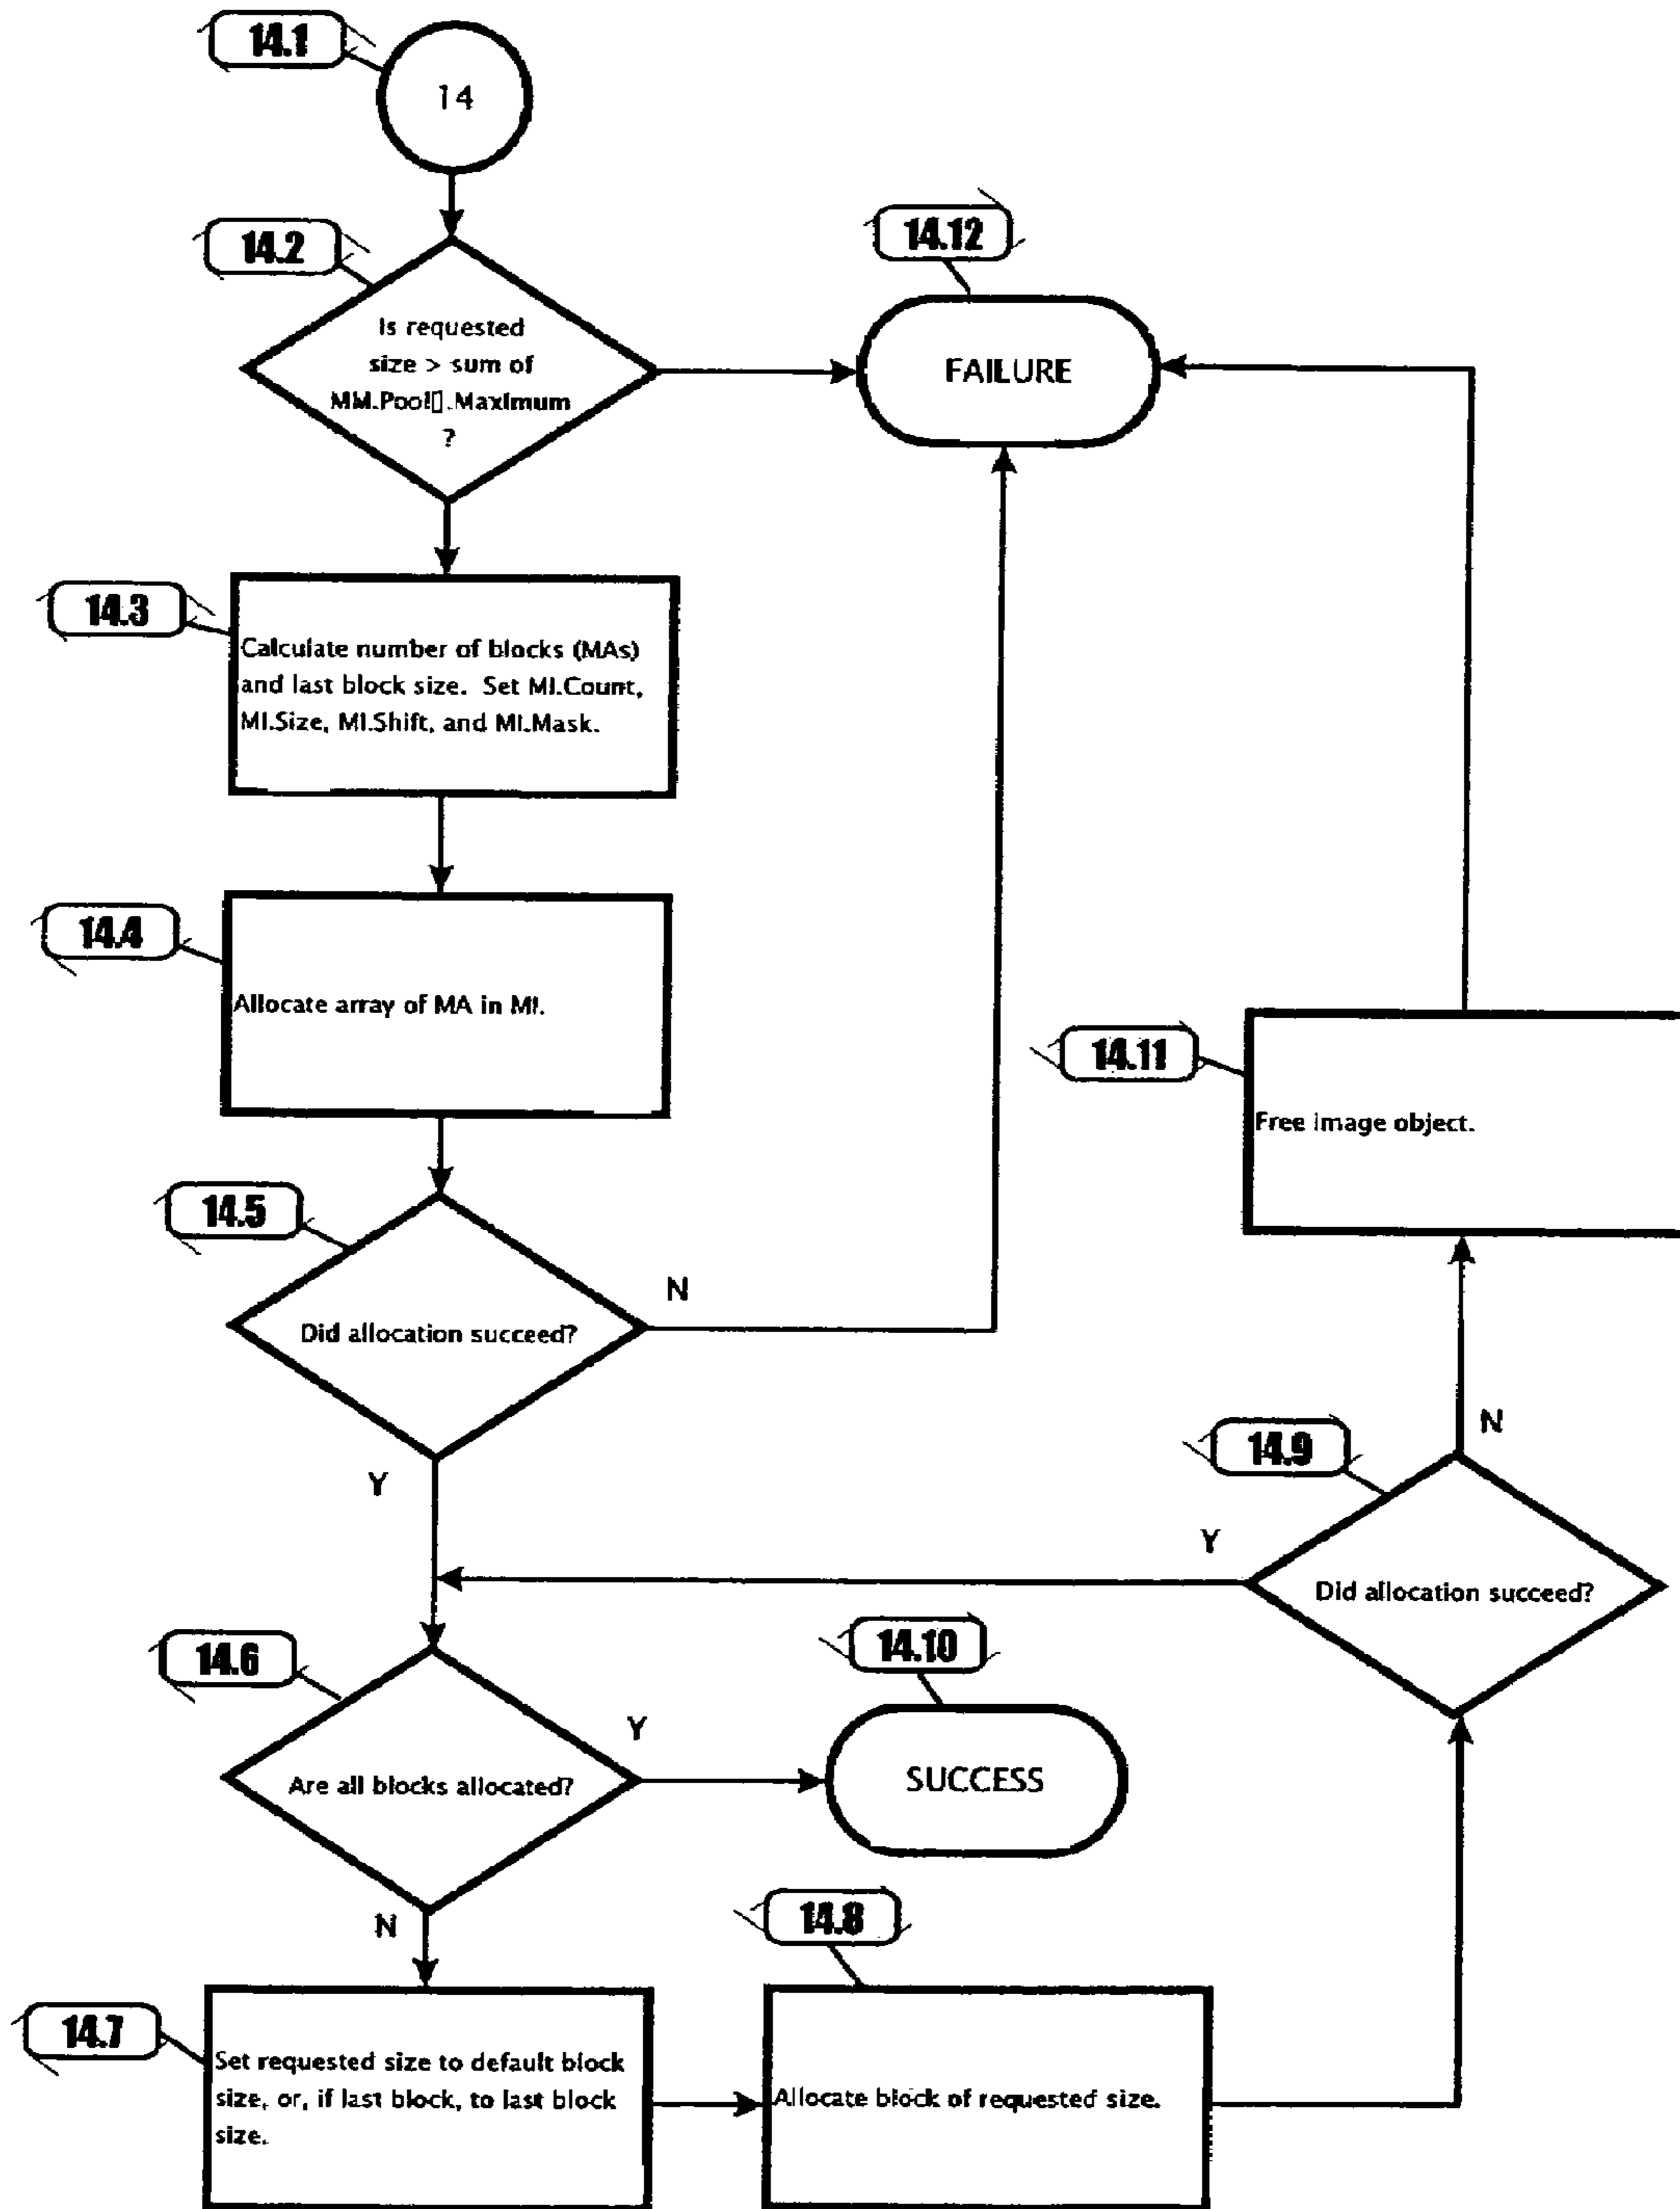 14.1
14
14.2
Is requested
size > sum of
MM.Pool[].Maximum
?
14.12
FAILURE
14.3
Calculate number of blocks (MAs)
and last block size. Set MI.Count,
MI.Size, MI.Shift, and MI.Mask.
14.4
Allocate array of MA in MI.
14.11
Free image object.
14.5
Did allocation succeed?
N
Y
14.9
N
Y
Did allocation succeed?
14.6
Are all blocks allocated?
Y
14.10
SUCCESS
N
14.7
Set requested size to default block
size, or, if last block, to last block
size.
14.8
Allocate block of requested size.